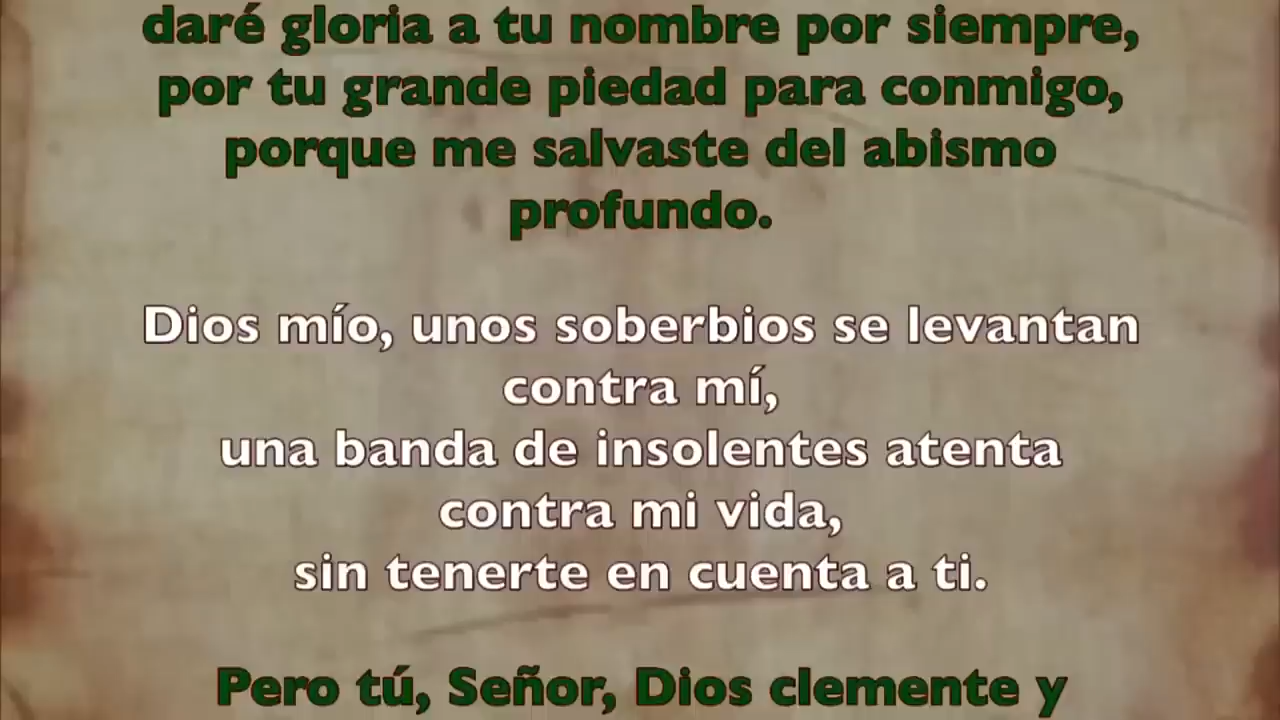 daré gloria a tu nombre por siempre,
por tu grande piedad para conmigo,
porque me salvaste del abismo
profundo.
Dios mío, unos soberbios se levantan
contra mí,
una banda de insolentes atenta
contra mi vida,
sin tenerte en cuenta a ti.
Pero tú, Señor, Dios clemente y